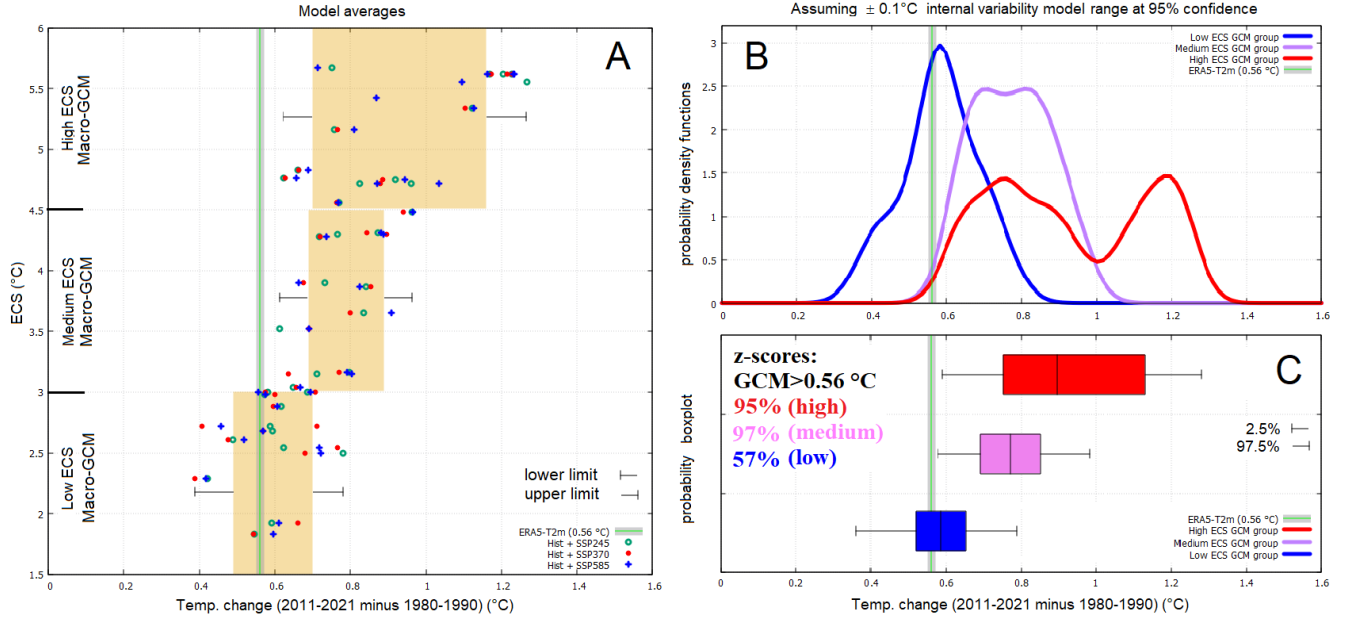 Model averages
A
6
5.5
5
4.5
4
3.5
3
2.5
2
1.5
ECS (°C)
High ECS
Macro-GCM
Medium ECS
Macro-GCM
Low ECS
Macro-GCM
lower limit
upper limit
ERA5-T2m (0.56 °C)
Hist + SSP245
Hist + SSP370
Hist + SSP585
0 0.2 0.4 0.6 0.8 1 1.2 1.4 1.6
Temp. change (2011-2021 minus 1980-1990) (°C)
Assuming ± 0.1°C internal variability model range at 95% confidence
B
Low ECS GCM group
Medium ECS GCM group
High ECS GCM group
ERA5-T2m (0.56 °C)
probability density functions
3
2.5
2
1.5
1
0.5
0
0 0.2 0.4 0.6 0.8 1 1.2 1.4 1.6
C
z-scores:
GCM>0.56 °C
95% (high)
97% (medium)
57% (low)
2.5%
97.5%
probability boxplot
ERA5-T2m (0.56 °C)
High ECS GCM group
Medium ECS GCM group
Low ECS GCM group
0 0.2 0.4 0.6 0.8 1 1.2 1.4 1.6
Temp. change (2011-2021 minus 1980-1990) (°C)